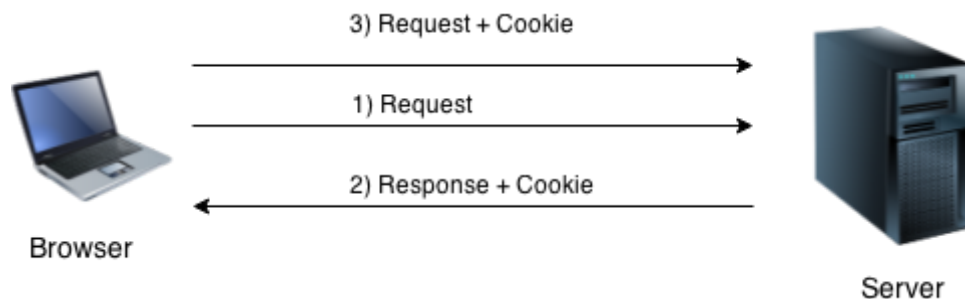 3) Request + Cookie
1) Request
2) Response + Cookie
Browser
Server